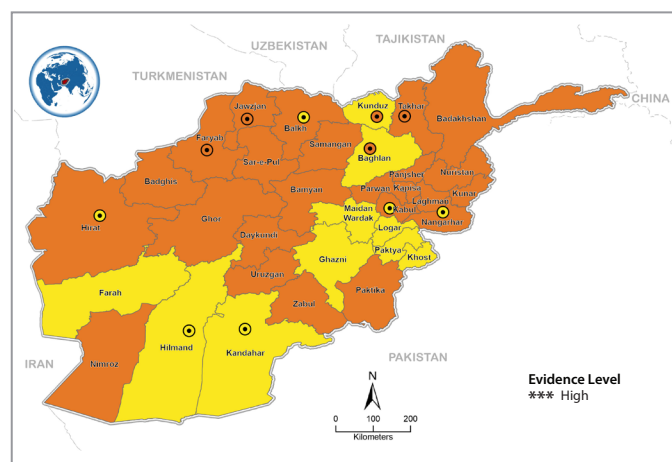 UZBEKISTAN
TAJIKISTAN
TURKMENISTAN
CHINA
Jawzjan
Balkh
Kunduz
Takhar
Badakhshan
Faryab
Samangan
Baghlan
Sar-e-Pul
Badghis
Panjsher
Nuristan
Bamyan
Parwan
Kapisa
Kunar
Laghman
Kabul
Nangarhar
Hirat
Ghor
Maidan
Wardak
Logar
Daykundi
Paktya
Khost
Ghazni
Uruzgan
Farah
Zabul
Paktika
Hilmand
Kandahar
Nimroz
IRAN
PAKISTAN
N
0 100 200
Kilometers
Evidence Level
*** High